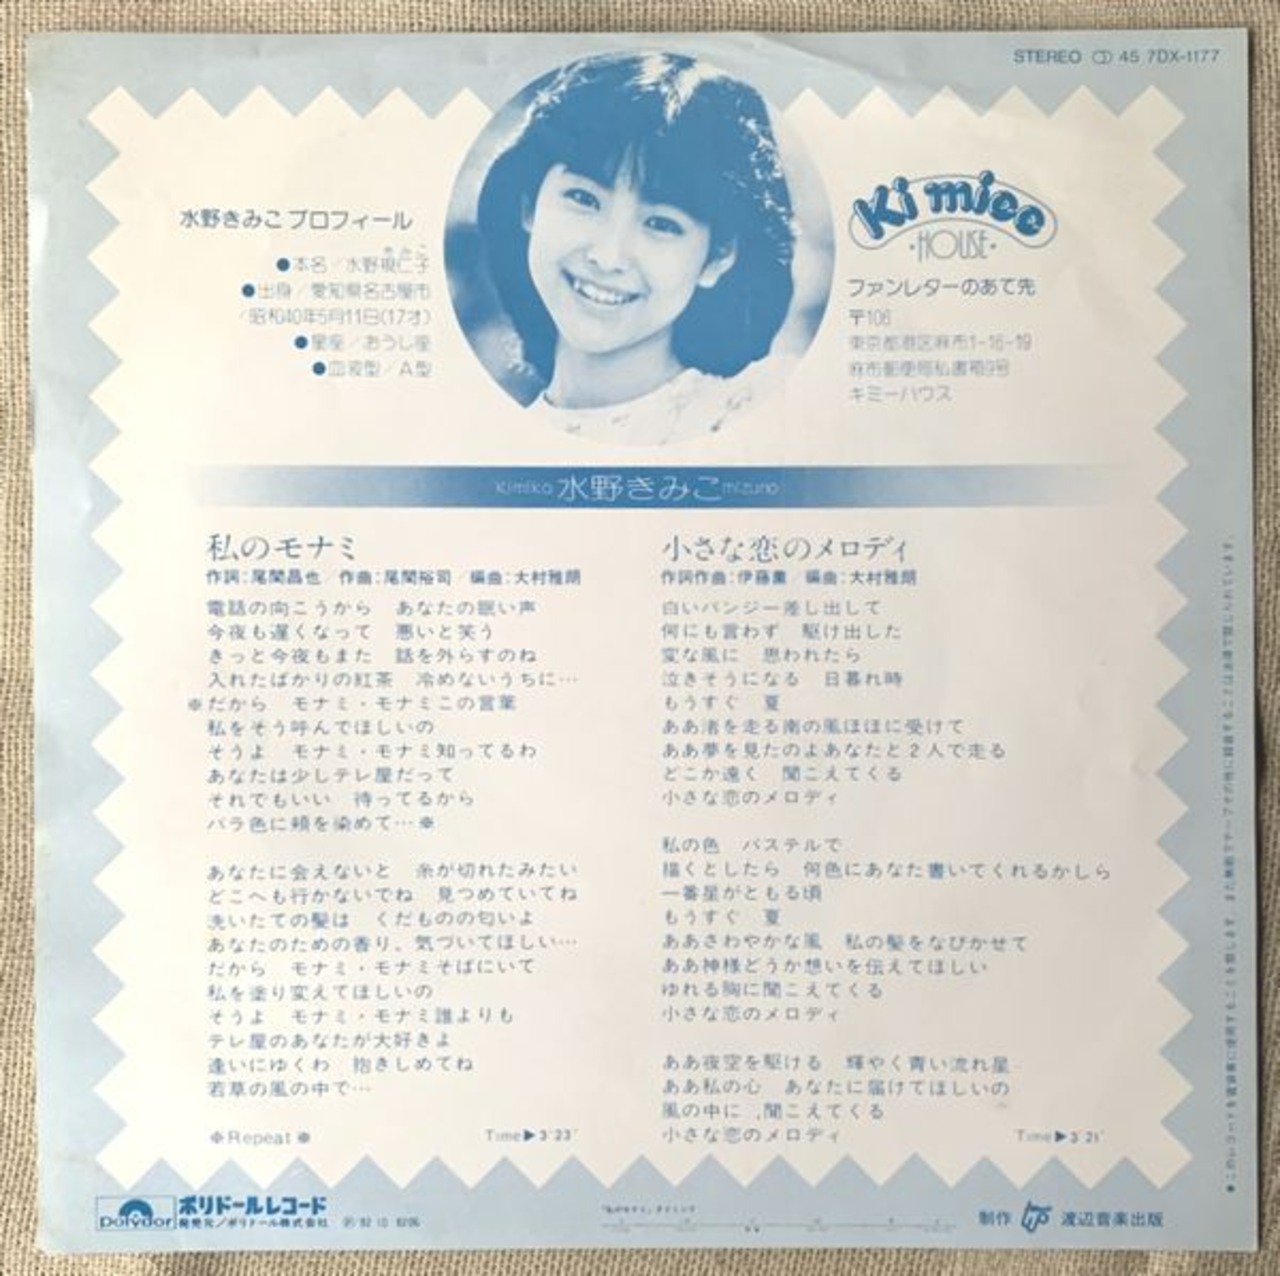 STEREO 45 7DX-1177
水野きみこ プロフィール
きみこ
●本名／水野規仁子
●出身／愛知県名古屋市
昭和40年5月11日(17才)
●星座／おうし座
●血液型／A型
Ki mico
・HOUSE・
ファンレターのあて先
〒106
東京都港区麻布1-16-19
麻布郵便局私書箱9号
キミーハウス
kimiko 水野きみこ mizuno
私のモナミ
作詞:尾関昌也／作曲:尾関裕司／編曲:大村雅朗
電話の向こうから　あなたの眠い声
今夜も遅くなって　悪いと笑う
きっと今夜もまた　話を外らすのね
入れたばかりの紅茶　冷めないうちに…
※だから　モナミ・モナミこの言葉
私をそう呼んでほしいの
そうよ　モナミ・モナミ知ってるわ
あなたは少しテレ屋だって
それでもいい　待ってるから
バラ色に頬を染めて…※
あなたに会えないと　糸が切れたみたい
どこへも行かないでね　見つめていてね
洗いたての髪は　くだものの匂いよ
あなたのための香り、気づいてほしい…
だから　モナミ・モナミそばにいて
私を塗り変えてほしいの
そうよ　モナミ・モナミ誰よりも
テレ屋のあなたが大好きよ
逢いにゆくわ　抱きしめてね
若草の風の中で…
※Repeat※
Time▶3'23"
小さな恋のメロディ
作詞作曲:伊藤薫　編曲:大村雅朗
白いパンジー差し出して
何にも言わず　駆け出した
変な風に　思われたら
泣きそうになる　日暮れ時
もうすぐ　夏
ああ渚を走る南の風ほほに受けて
ああ夢を見たのよあなたと2人で走る
どこか遠く　聞こえてくる
小さな恋のメロディ
私の色　パステルで
描くとしたら　何色にあなた書いてくれるかしら
一番星がともる頃
もうすぐ　夏
ああさわやかな風　私の髪をなびかせて
ああ神様どうか想いを伝えてほしい
ゆれる胸に聞こえてくる
小さな恋のメロディ
ああ夜空を駆ける　輝やく青い流れ星
ああ私の心　あなたに届けてほしいの
風の中に　聞こえてくる
小さな恋のメロディ
Time▶3'21"
Polydor
ポリドールレコード
発売元／ポリドール株式会社
制作
渡辺音楽出版